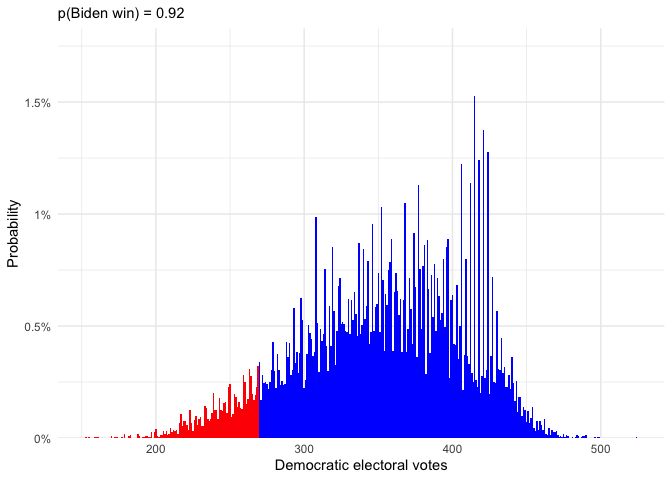 p(Biden win) = 0.92
Probability
1.5%
1%
0.5%
0%
200
300
400
500
Democratic electoral votes